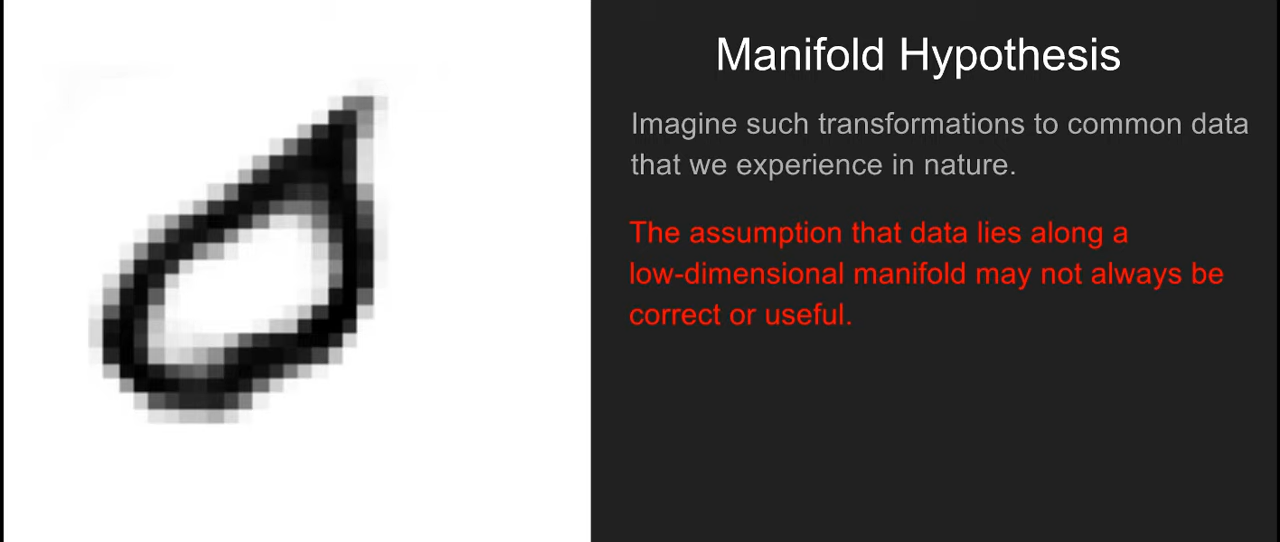 Manifold Hypothesis
Imagine such transformations to common data
that we experience in nature.
The assumption that data lies along a
low-dimensional manifold may not always be
correct or useful.